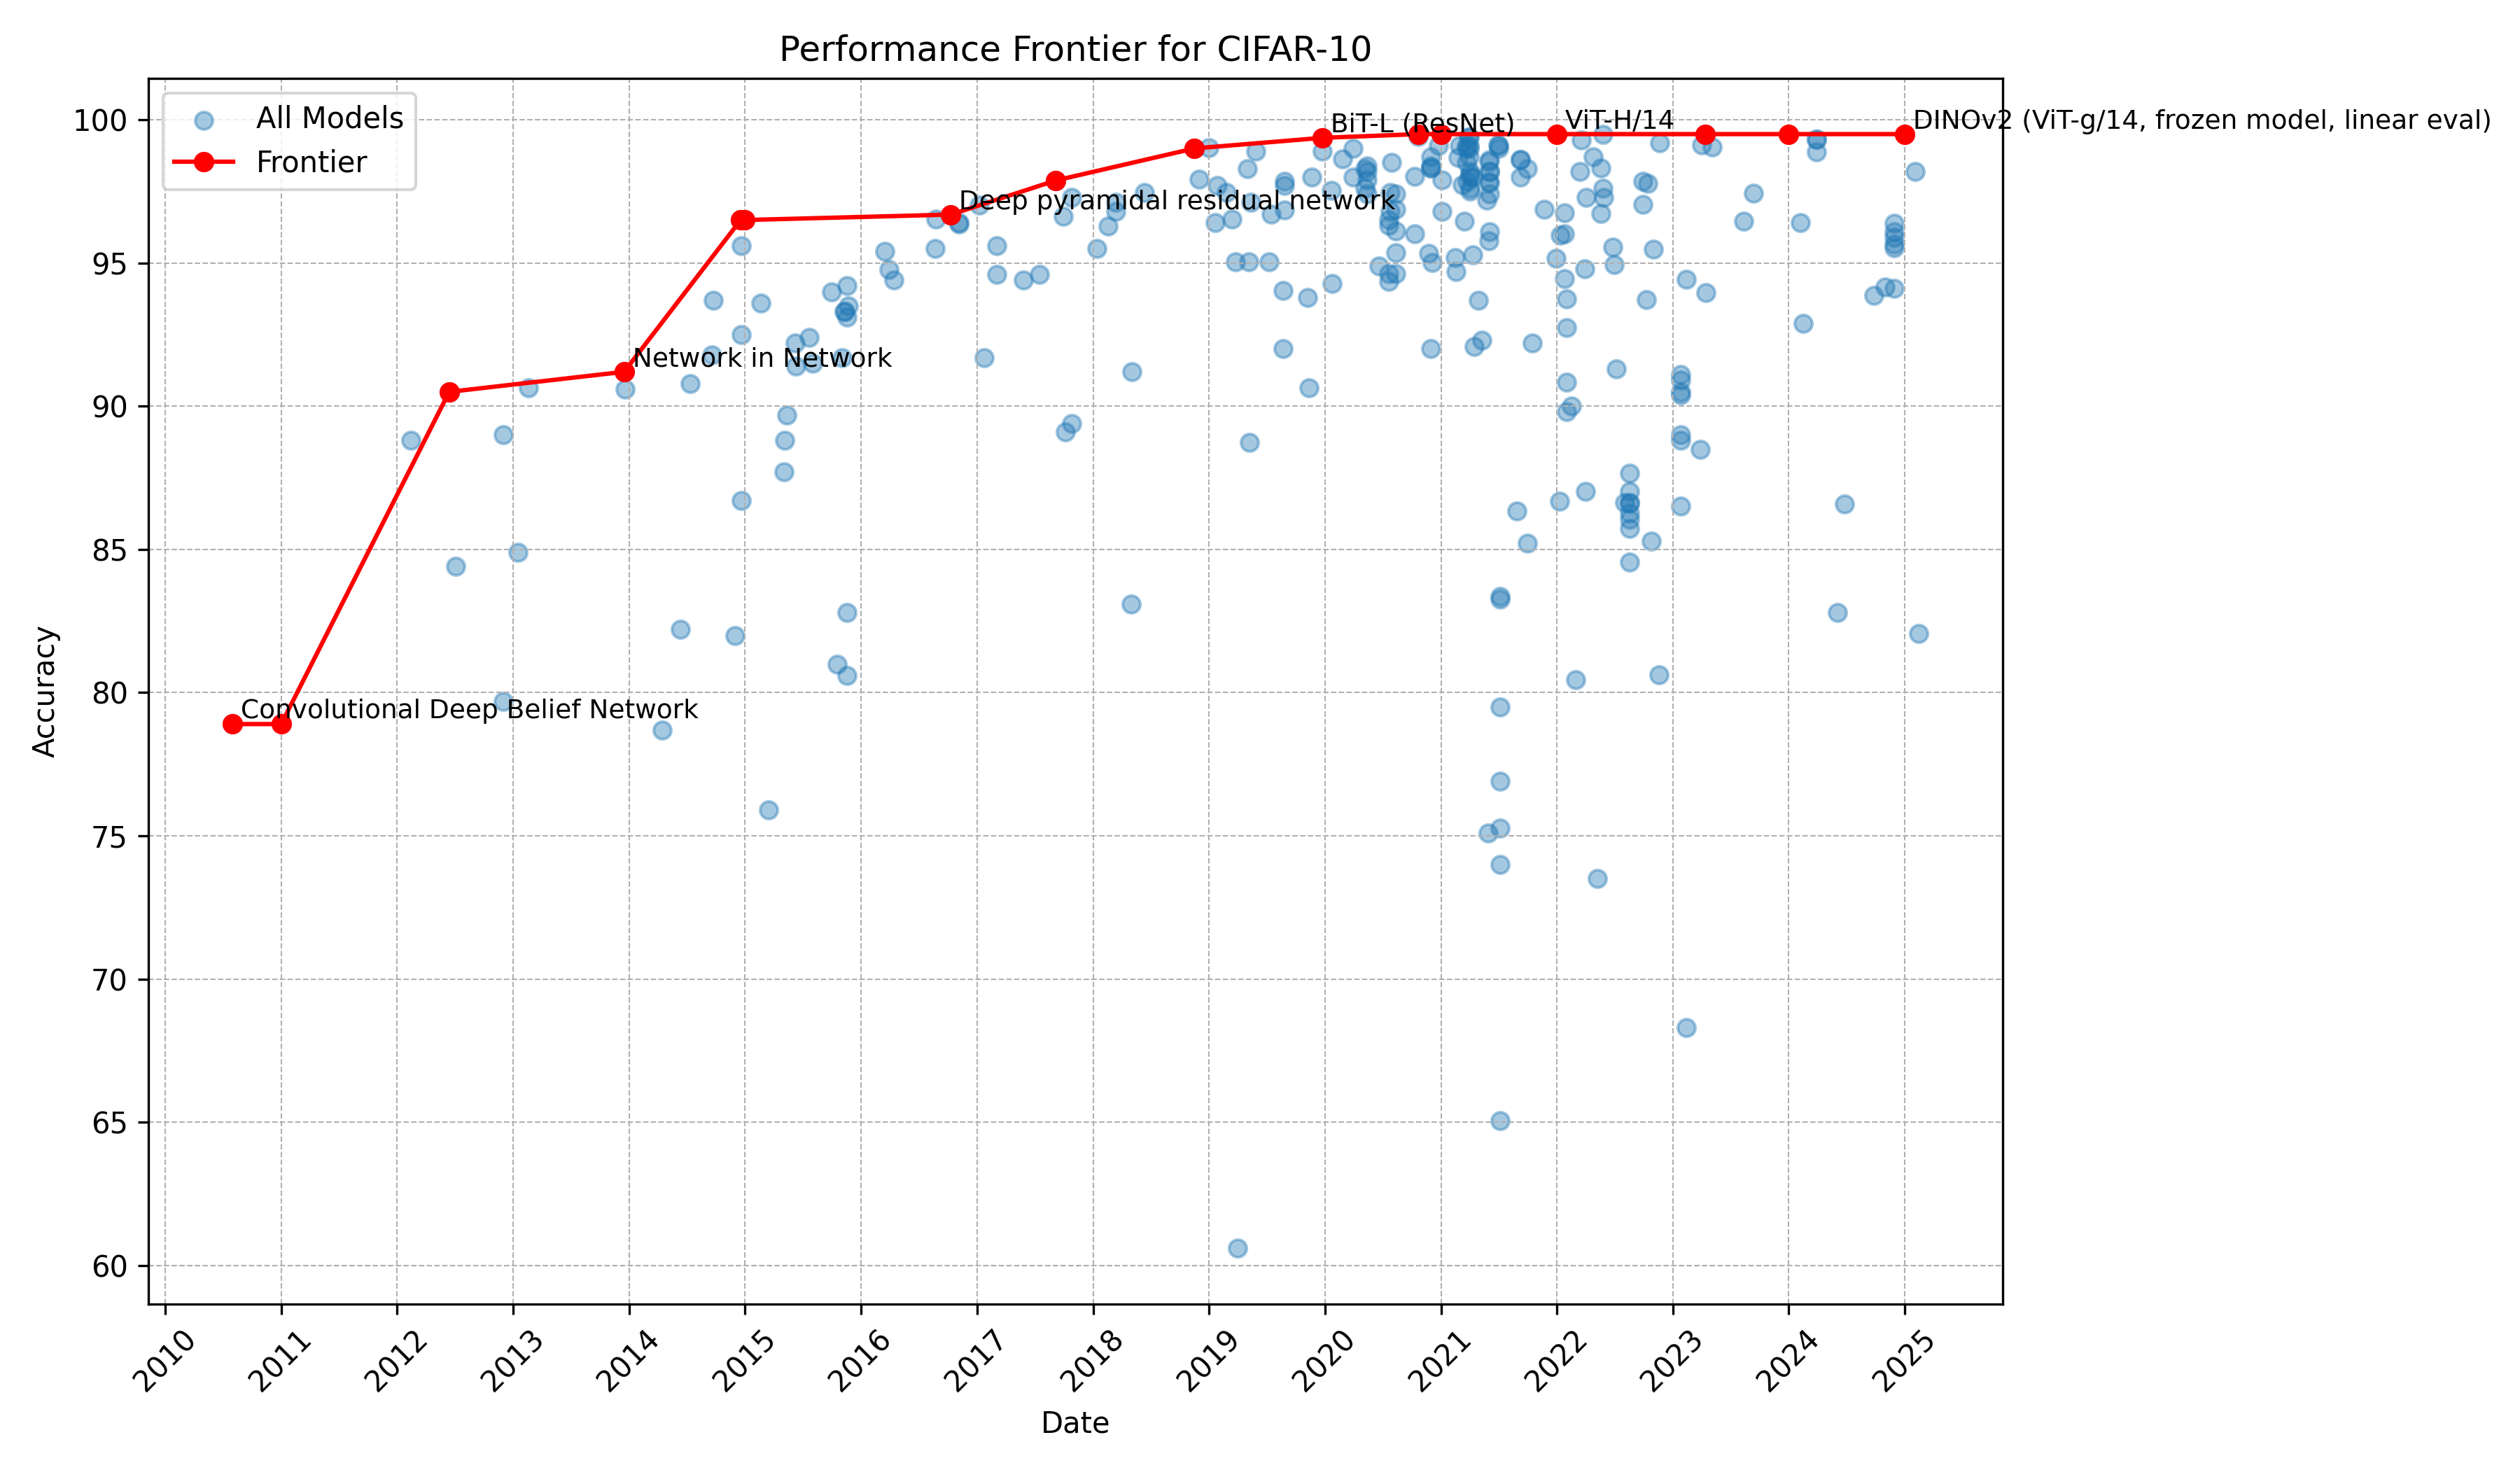 Performance Frontier for CIFAR-10
All Models
Frontier
BiT-L (ResNet)
ViT-H/14
DINOv2 (ViT-g/14, frozen model, linear eval)
Deep pyramidal residual network
Network in Network
Convolutional Deep Belief Network
Accuracy
100
95
90
85
80
75
70
65
60
2010
2011
2012
2013
2014
2015
2016
2017
2018
2019
2020
2021
2022
2023
2024
2025
Date